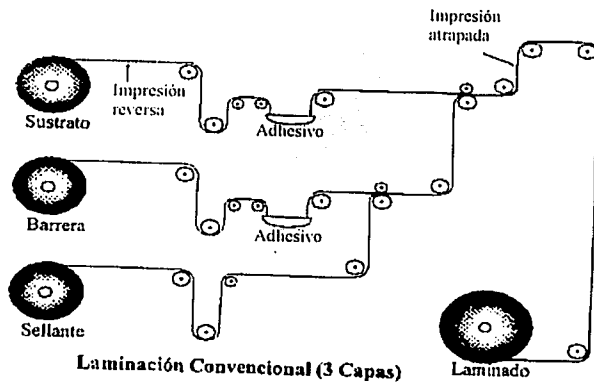 Impresión
atrapada
Impresión
reversa
Sustrato
Adhesivo
Barrera
Adhesivo
Sellante
Laminado
Laminación Convencional (3 Capas)